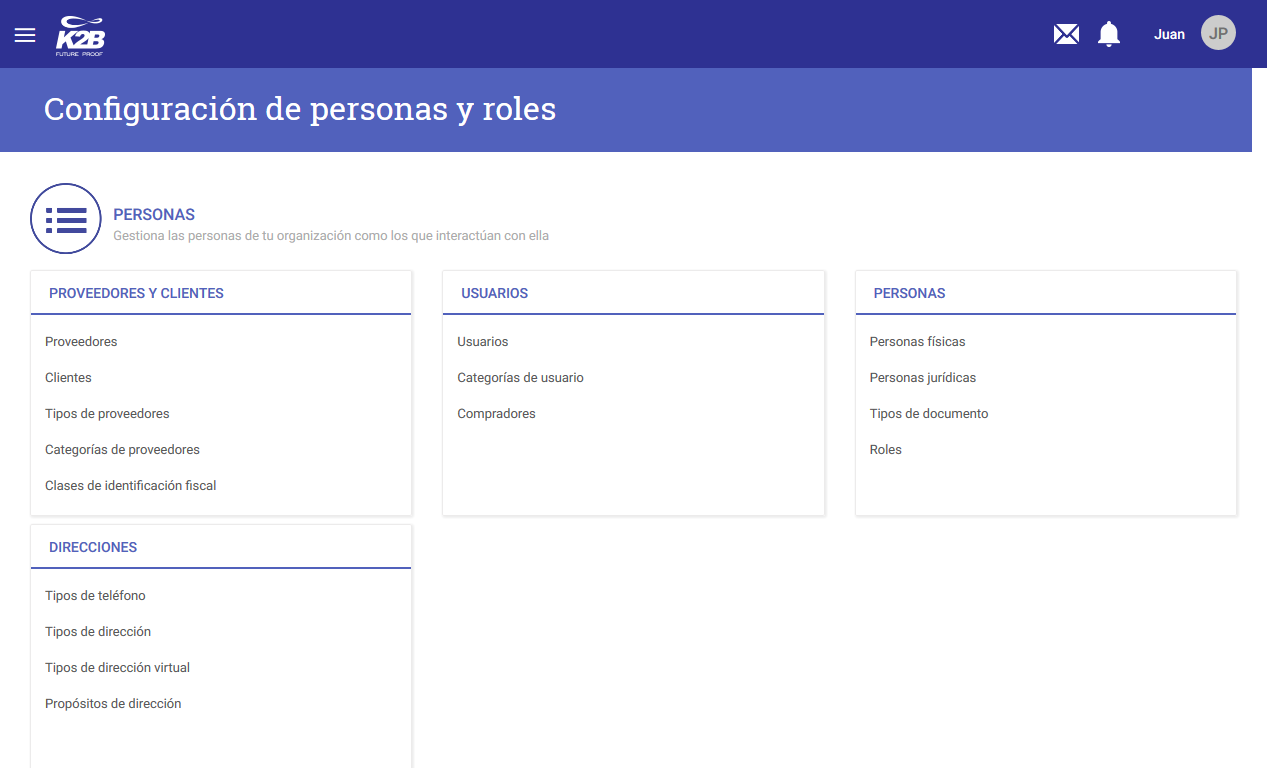 K2B
FUTURE PROOF
Juan
JP
Configuración de personas y roles
PERSONAS
Gestiona las personas de tu organización como los que interactúan con ella
PROVEEDORES Y CLIENTES
Proveedores
Clientes
Tipos de proveedores
Categorías de proveedores
Clases de identificación fiscal
USUARIOS
Usuarios
Categorías de usuario
Compradores
PERSONAS
Personas físicas
Personas jurídicas
Tipos de documento
Roles
DIRECCIONES
Tipos de teléfono
Tipos de dirección
Tipos de dirección virtual
Propósitos de dirección